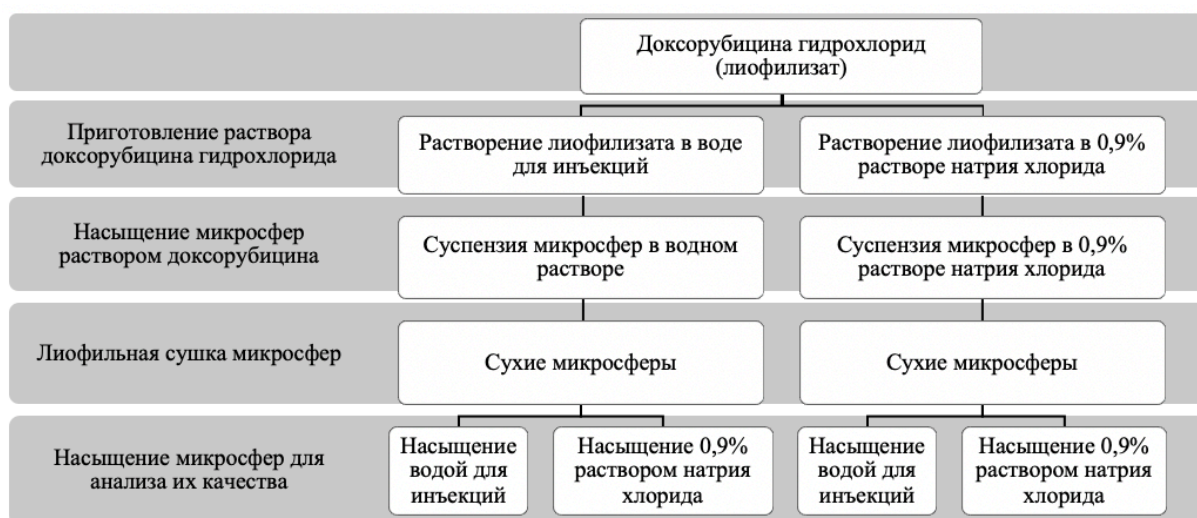 Доксорубицина гидрохлорид
(лиофилизат)
Приготовление раствора
доксорубицина гидрохлорида
Растворение лиофилизата в воде
для инъекций
Растворение лиофилизата в 0,9%
растворе натрия хлорида
Насыщение микросфер
раствором доксорубицина
Суспензия микросфер в водном
растворе
Суспензия микросфер в 0,9%
растворе натрия хлорида
Лиофильная сушка микросфер
Сухие микросферы
Сухие микросферы
Насыщение микросфер для
анализа их качества
Насыщение
водой для
инъекций
Насыщение 0,9%
раствором натрия
хлорида
Насыщение
водой для
инъекций
Насыщение 0,9%
раствором натрия
хлорида